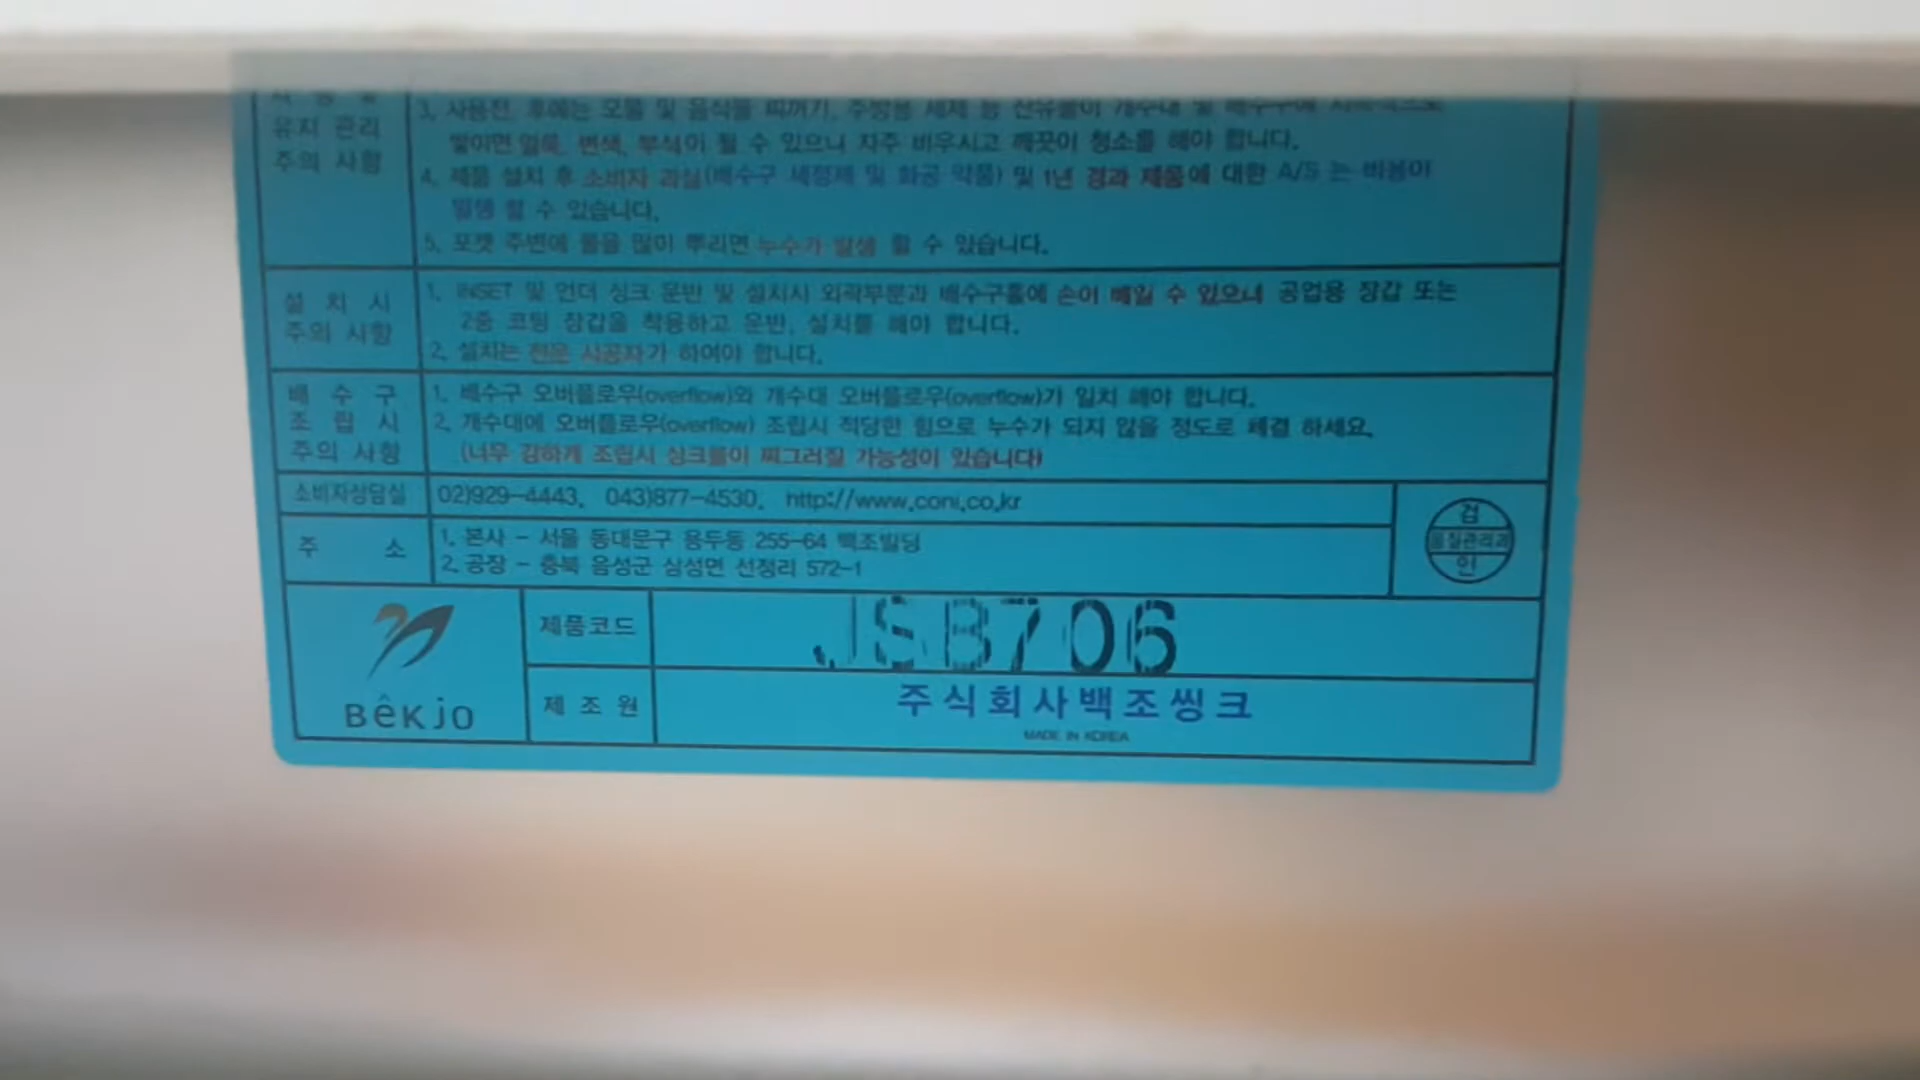 유지 관리
주의 사항
3. 사용전, 후에는 오물 및 음식물 찌꺼기, 주방용 세제 등 산유물이 개수대 및 배수구에
쌓이면 얼룩, 변색, 부식이 될 수 있으니 자주 비우시고 깨끗이 청소를 해야 합니다.
4. 제품 설치 후 소비자 과실(배수구 세정제 및 화공 약품) 및 1년 경과 제품에 대한 A/S 는 비용이
발생 할 수 있습니다.
5. 포켓 주변에 물을 많이 뿌리면 누수가 발생 할 수 있습니다.
설 치 시
주의 사항
1. INSET 및 언더 싱크 운반 및 설치시 외곽부분과 배수구홀에 손이 베일 수 있으니 공업용 장갑 또는
2중 코팅 장갑을 착용하고 운반, 설치를 해야 합니다.
2. 설치는 전문 시공자가 하여야 합니다.
배 수 구
조 립 시
주의 사항
1. 배수구 오버플로우(overflow)와 개수대 오버플로우(overflow)가 일치 해야 합니다.
2. 개수대에 오버플로우(overflow) 조립시 적당한 힘으로 누수가 되지 않을 정도로 체결 하세요.
(너무 강하게 조립시 싱크볼이 찌그러질 가능성이 있습니다)
소비자상담실
02)929-4443, 043)877-4530, http://www.coni.co.kr
주 소
1. 본사 - 서울 동대문구 용두동 255-64 백조빌딩
2. 공장 - 충북 음성군 삼성면 선정리 572-1
검
품질관리과
인
BêKJO
제품코드
JSB706
제 조 원
주식회사백조씽크
MADE IN KOREA